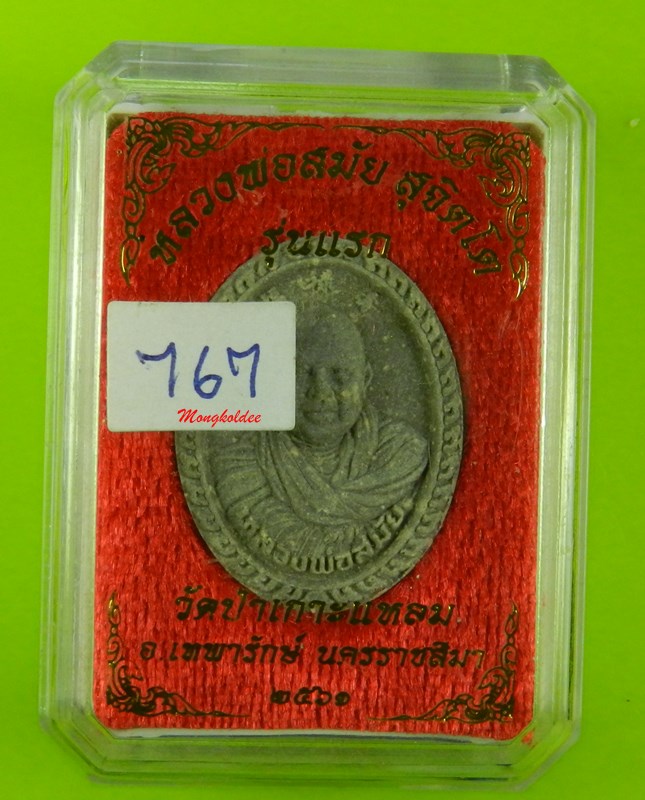 หลวงพ่อสมัย สุจิตโต
รุ่นแรก
767
Mongkoldee
หลวงพ่อสมัย
วัดป่าเกาะแหลม.
อ.เทพารักษ์ นครราชสีมา
๒๕๖๑